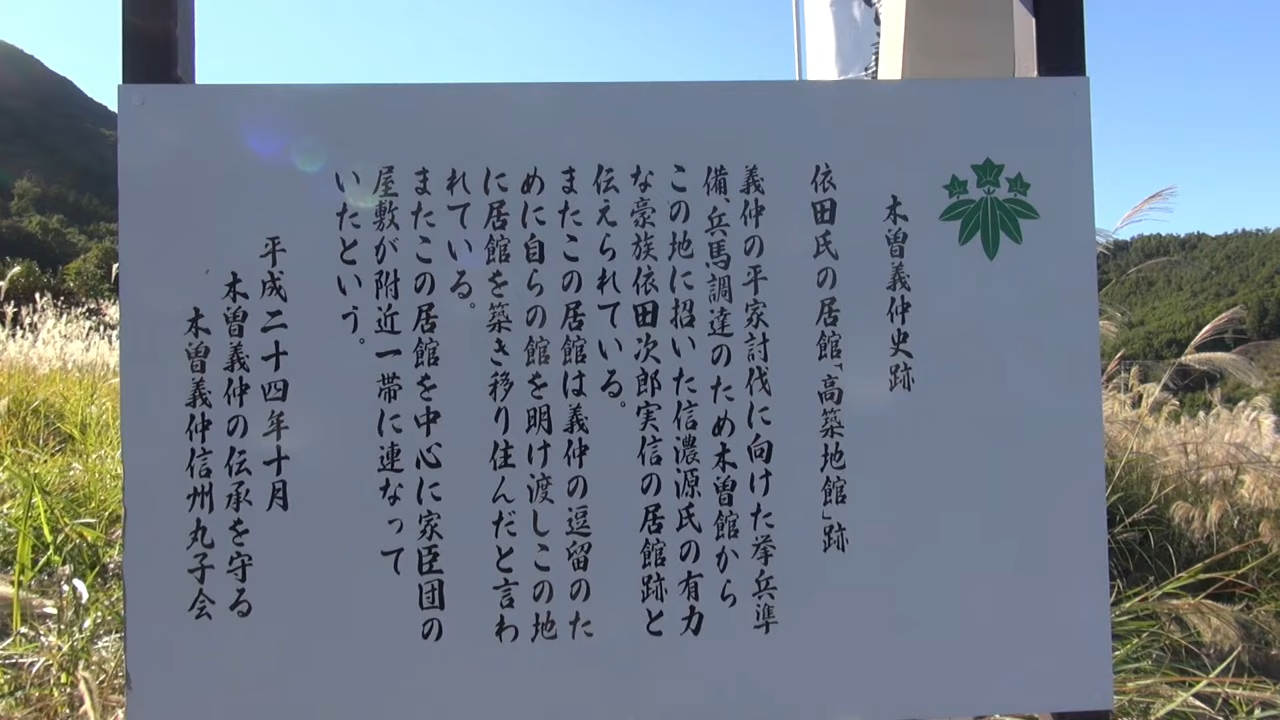 木曽義仲史跡
依田氏の居館「高築地館」跡
義仲の平家討伐に向けた挙兵準
備、兵馬調達のため木曽館から
この地に招いた信濃源氏の有力
な豪族依田次郎実信の居館跡と
伝えられている。
またこの居館は義仲の逗留のた
めに自らの館を明け渡しこの地
に居館を築き移り住んだと言わ
れている。
またこの居館を中心に家臣団の
屋敷が附近一帯に連なって
いたという。
平成二十四年十月
木曽義仲の伝承を守る
木曽義仲信州丸子会